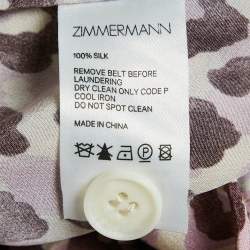 ZIMMERMANN
100% SILK
REMOVE BELT BEFORE
LAUNDERING
DRY CLEAN ONLY CODE P
COOL IRON
DO NOT SPOT CLEAN
MADE IN CHINA
P